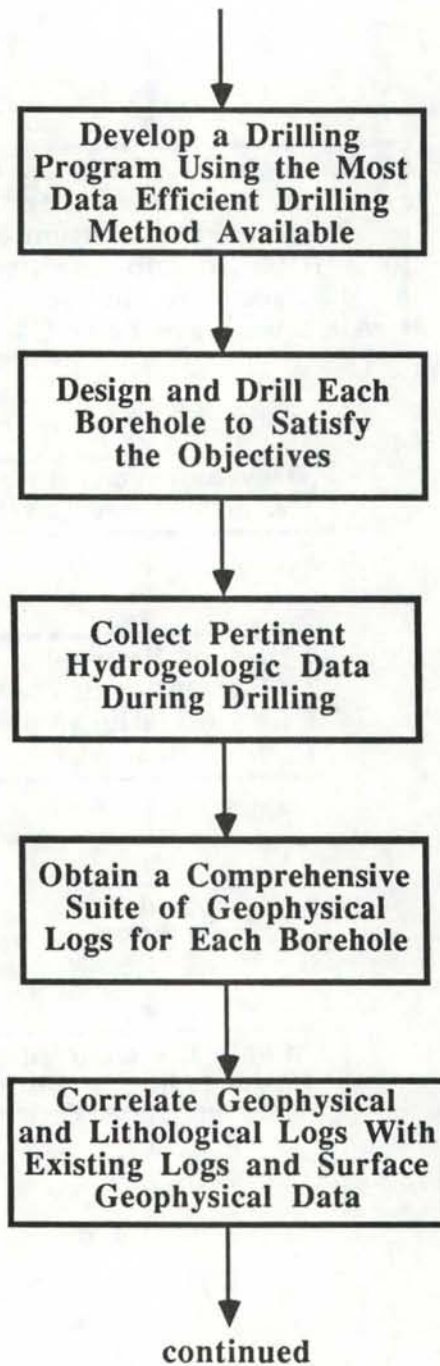 Develop a Drilling
Program Using the Most
Data Efficient Drilling
Method Available
Design and Drill Each
Borehole to Satisfy
the Objectives
Collect Pertinent
Hydrogeologic Data
During Drilling
Obtain a Comprehensive
Suite of Geophysical
Logs for Each Borehole
Correlate Geophysical
and Lithological Logs With
Existing Logs and Surface
Geophysical Data
continued